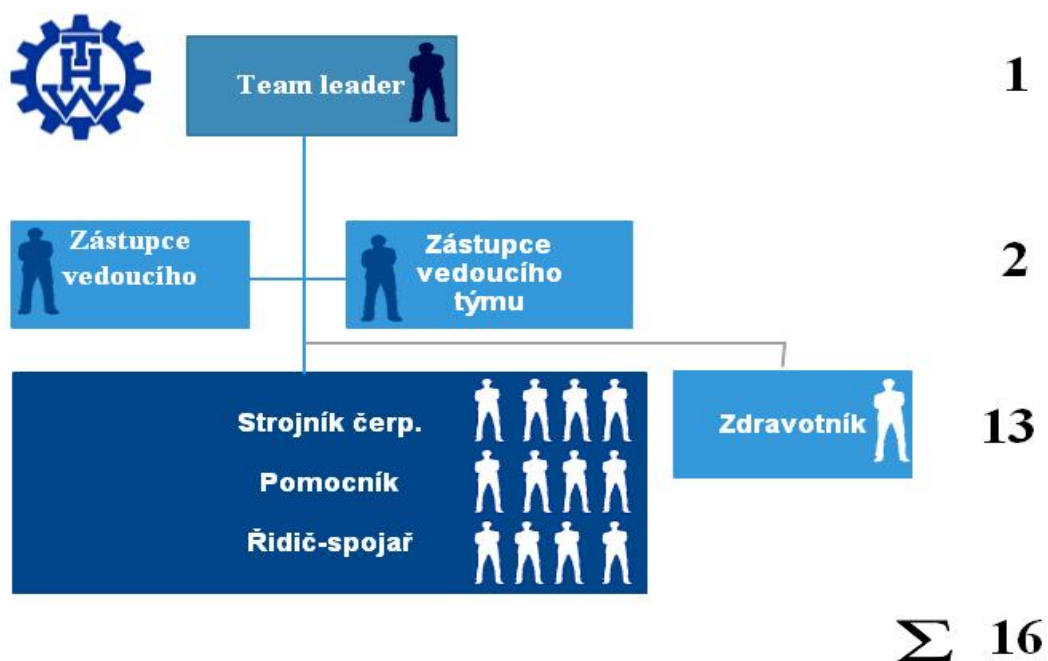 THW
Team leader
1
Zástupce
vedoucího
Zástupce
vedoucího
týmu
2
Strojník čerp.
Pomocník
Řidič-spojař
Zdravotník
13
Σ 16